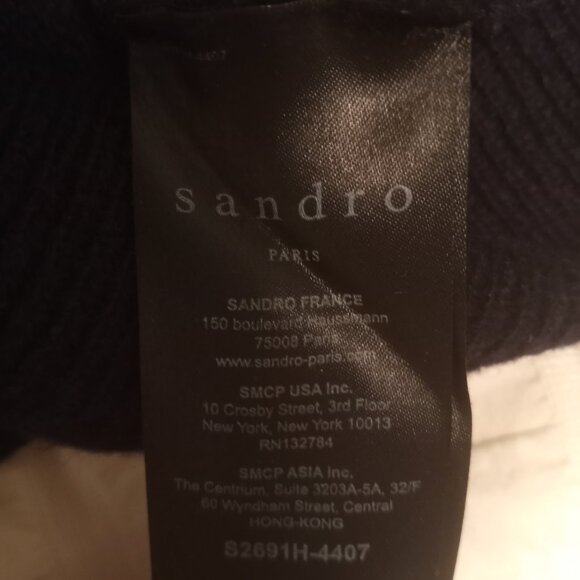 sandro
PARIS
SANDRO FRANCE
150 boulevard Haussmann
75008 Paris
www.sandro-paris.com
SMCP USA Inc.
10 Crosby Street, 3rd Floor
New York, New York 10013
RN132784
SMCP ASIA Inc.
The Centrium, Suite 3203A-5A, 32/F
60 Wyndham Street, Central
HONG-KONG
S2691H-4407